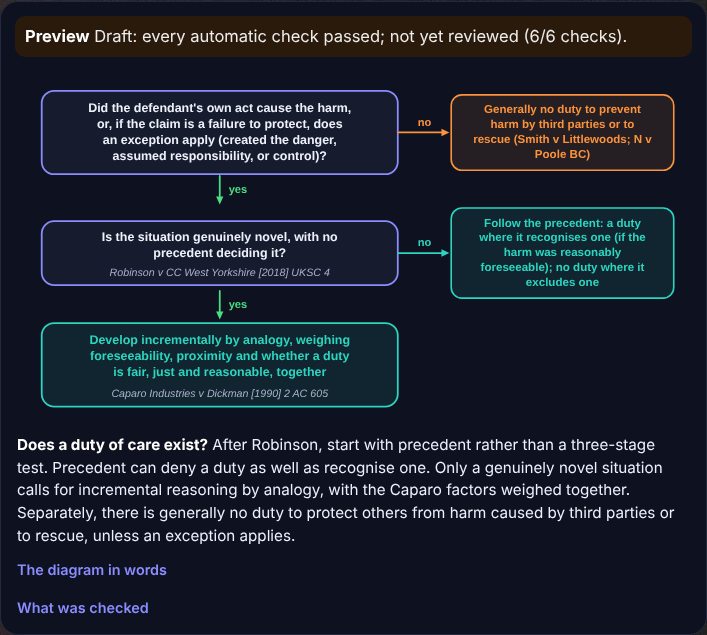 Preview Draft: every automatic check passed; not yet reviewed (6/6 checks).
Did the defendant's own act cause the harm,
or, if the claim is a failure to protect, does
an exception apply (created the danger,
assumed responsibility, or control)?
no
Generally no duty to prevent
harm by third parties or to
rescue (Smith v Littlewoods; N v
Poole BC)
yes
Is the situation genuinely novel, with no
precedent deciding it?
Robinson v CC West Yorkshire [2018] UKSC 4
no
Follow the precedent: a duty
where it recognises one (if the
harm was reasonably
foreseeable); no duty where it
excludes one
yes
Develop incrementally by analogy, weighing
foreseeability, proximity and whether a duty
is fair, just and reasonable, together
Caparo Industries v Dickman [1990] 2 AC 605
Does a duty of care exist? After Robinson, start with precedent rather than a three-stage
test. Precedent can deny a duty as well as recognise one. Only a genuinely novel situation
calls for incremental reasoning by analogy, with the Caparo factors weighed together.
Separately, there is generally no duty to protect others from harm caused by third parties or
to rescue, unless an exception applies.
The diagram in words
What was checked